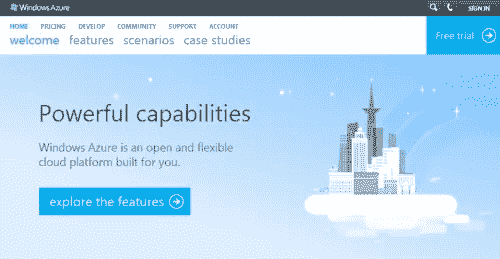 Windows Azure
SIGN IN
HOME PRICING DEVELOP COMMUNITY SUPPORT ACCOUNT
welcome features scenarios case studies
Free trial
Powerful capabilities
Windows Azure is an open and flexible
cloud platform built for you.
explore the features